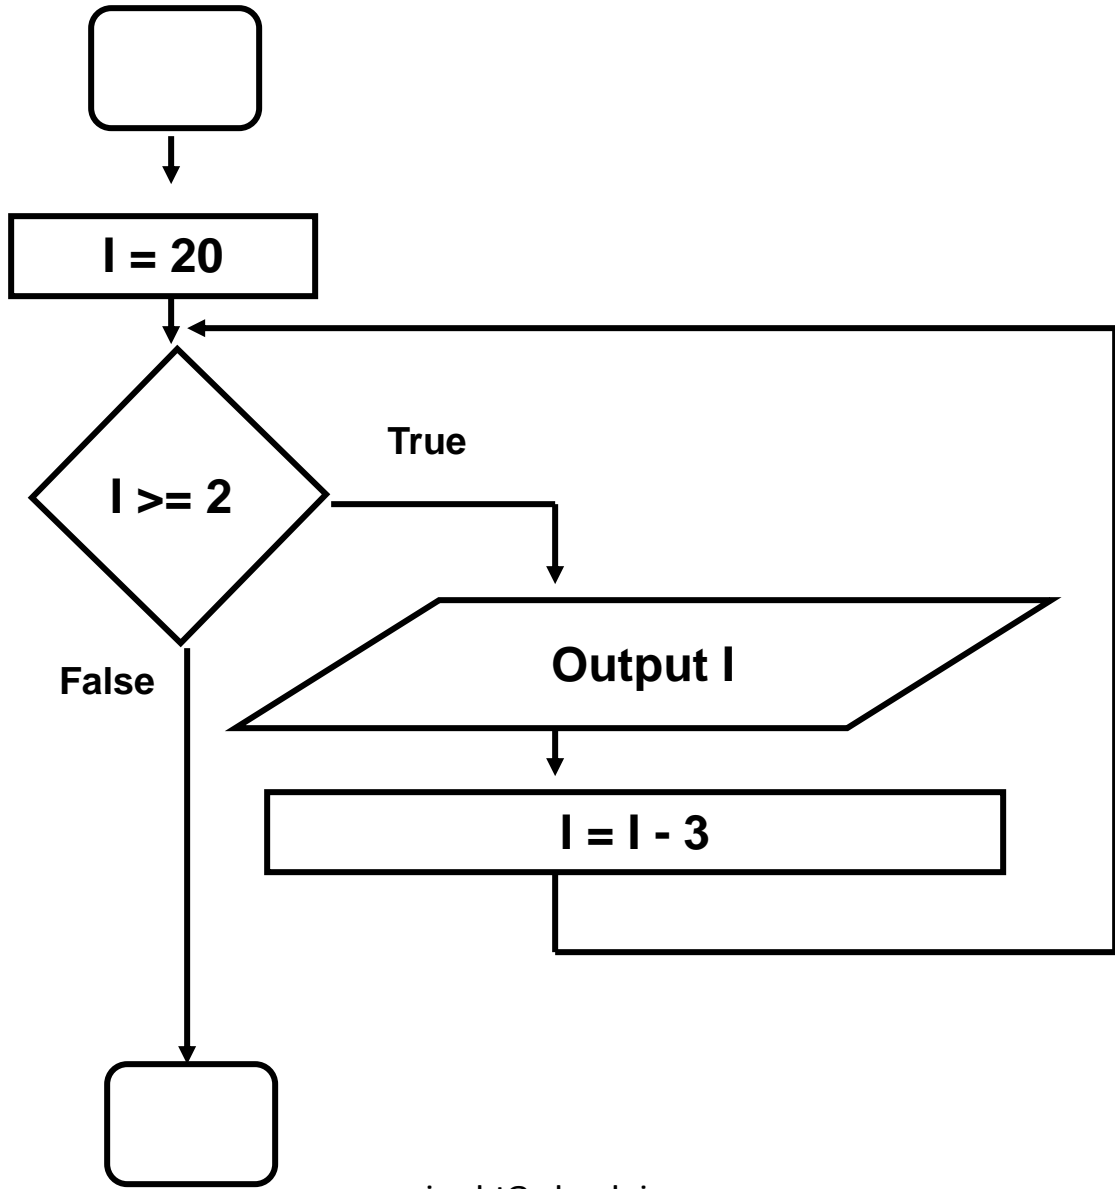 I = 20
True
I >= 2
Output I
False
I = I - 3